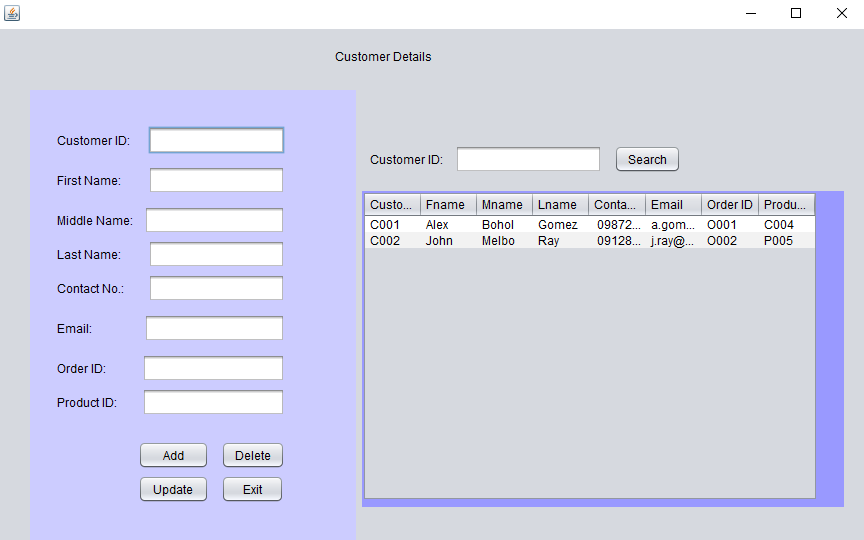 Customer Details
Customer ID:
First Name:
Middle Name:
Last Name:
Contact No.:
Email:
Order ID:
Product ID:
Add Delete
Update Exit
Customer ID: Search
Custo... Fname Mname Lname Conta... Email Order ID Produ...
C001 Alex Bohol Gomez 09872... a.gom... O001 C004
C002 John Melbo Ray 09128... j.ray@... O002 P005